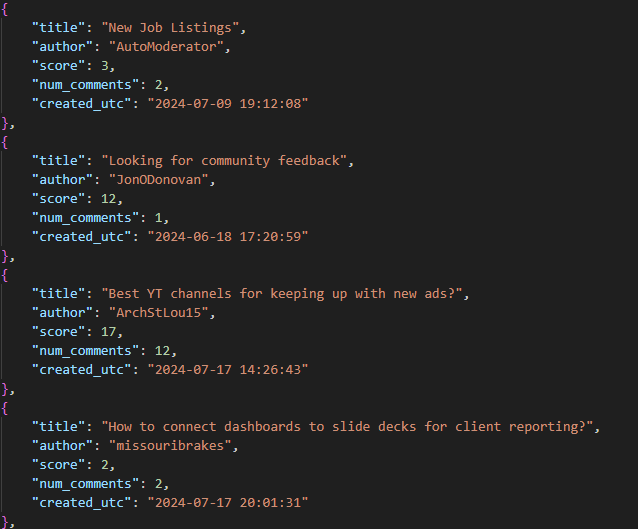 {
"title": "New Job Listings",
"author": "AutoModerator",
"score": 3,
"num_comments": 2,
"created_utc": "2024-07-09 19:12:08"
},
{
"title": "Looking for community feedback",
"author": "JonODonovan",
"score": 12,
"num_comments": 1,
"created_utc": "2024-06-18 17:20:59"
},
{
"title": "Best YT channels for keeping up with new ads?",
"author": "ArchStLou15",
"score": 17,
"num_comments": 12,
"created_utc": "2024-07-17 14:26:43"
},
{
"title": "How to connect dashboards to slide decks for client reporting?",
"author": "missouribrakes",
"score": 2,
"num_comments": 2,
"created_utc": "2024-07-17 20:01:31"
},